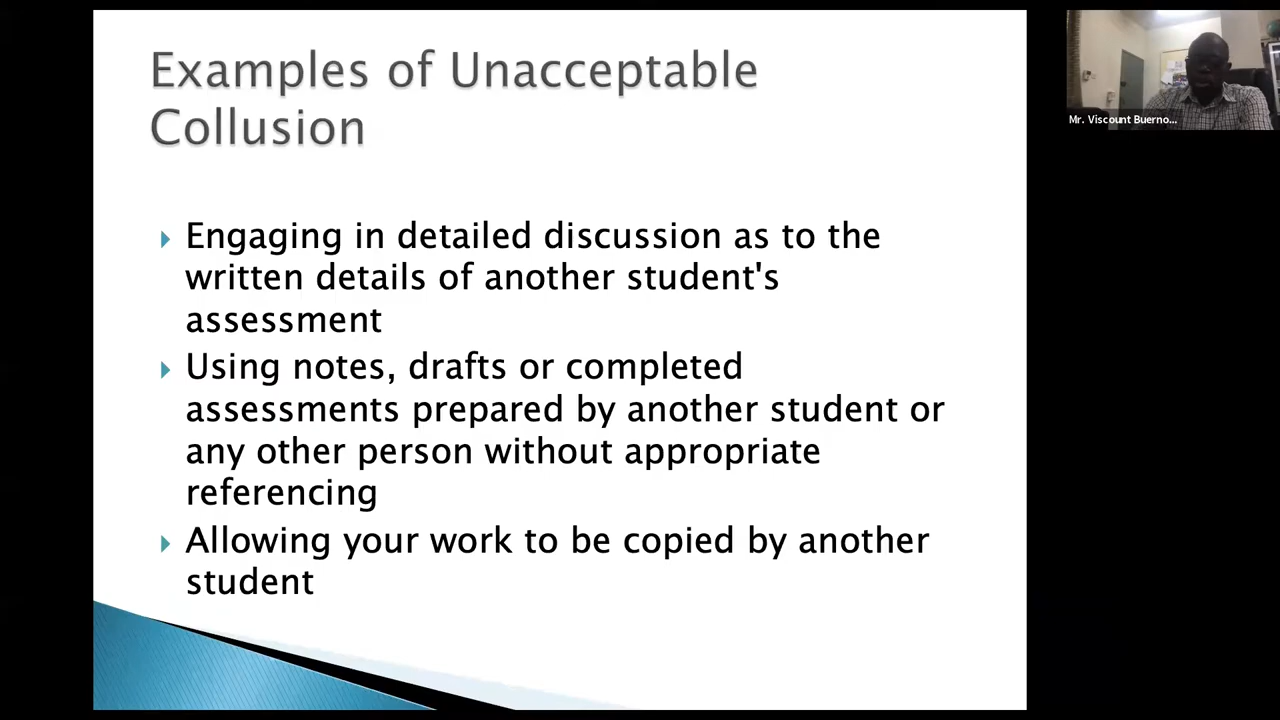 Examples of Unacceptable
Collusion
Engaging in detailed discussion as to the
written details of another student's
assessment
Using notes, drafts or completed
assessments prepared by another student or
any other person without appropriate
referencing
Allowing your work to be copied by another
student
Mr. Viscount Buerno...